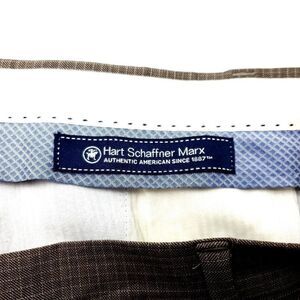 Hart Schaffner Marx
AUTHENTIC AMERICAN SINCE 1887™